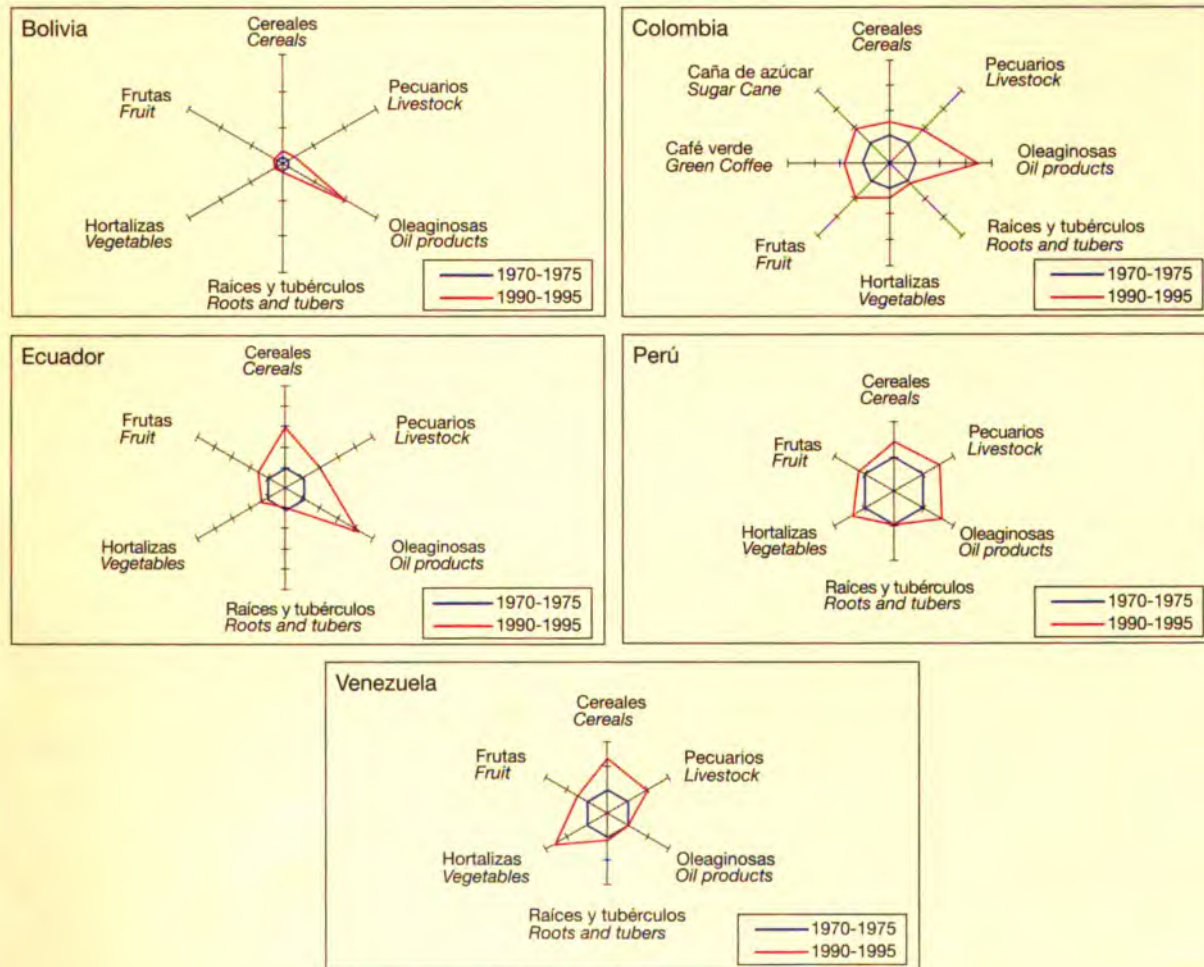 Bolivia
Cereales
Cereals
Frutas
Fruit
Pecuarios
Livestock
Hortalizas
Vegetables
Oleaginosas
Oil products
Raíces y tubérculos
Roots and tubers
1970-1975
1990-1995
Colombia
Cereales
Cereals
Caña de azúcar
Sugar Cane
Pecuarios
Livestock
Café verde
Green Coffee
Oleaginosas
Oil products
Frutas
Fruit
Raíces y tubérculos
Roots and tubers
Hortalizas
Vegetables
1970-1975
1990-1995
Ecuador
Cereales
Cereals
Frutas
Fruit
Pecuarios
Livestock
Hortalizas
Vegetables
Oleaginosas
Oil products
Raíces y tubérculos
Roots and tubers
1970-1975
1990-1995
Perú
Cereales
Cereals
Frutas
Fruit
Pecuarios
Livestock
Hortalizas
Vegetables
Oleaginosas
Oil products
Raíces y tubérculos
Roots and tubers
1970-1975
1990-1995
Venezuela
Cereales
Cereals
Frutas
Fruit
Pecuarios
Livestock
Hortalizas
Vegetables
Oleaginosas
Oil products
Raíces y tubérculos
Roots and tubers
1970-1975
1990-1995